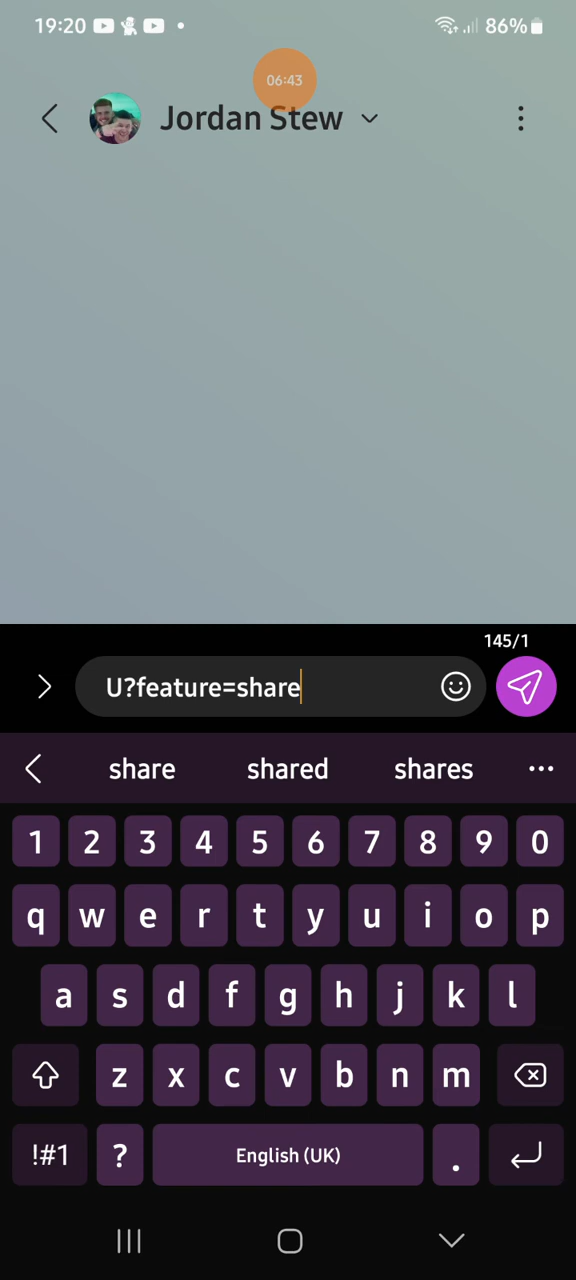 19:20 86%
06:43
Jordan Stew
145/1
U?feature=share
share shared shares
1 2 3 4 5 6 7 8 9 0
q w e r t y u i o p
a s d f g h j k l
z x c v b n m
!#1 ? English (UK) .